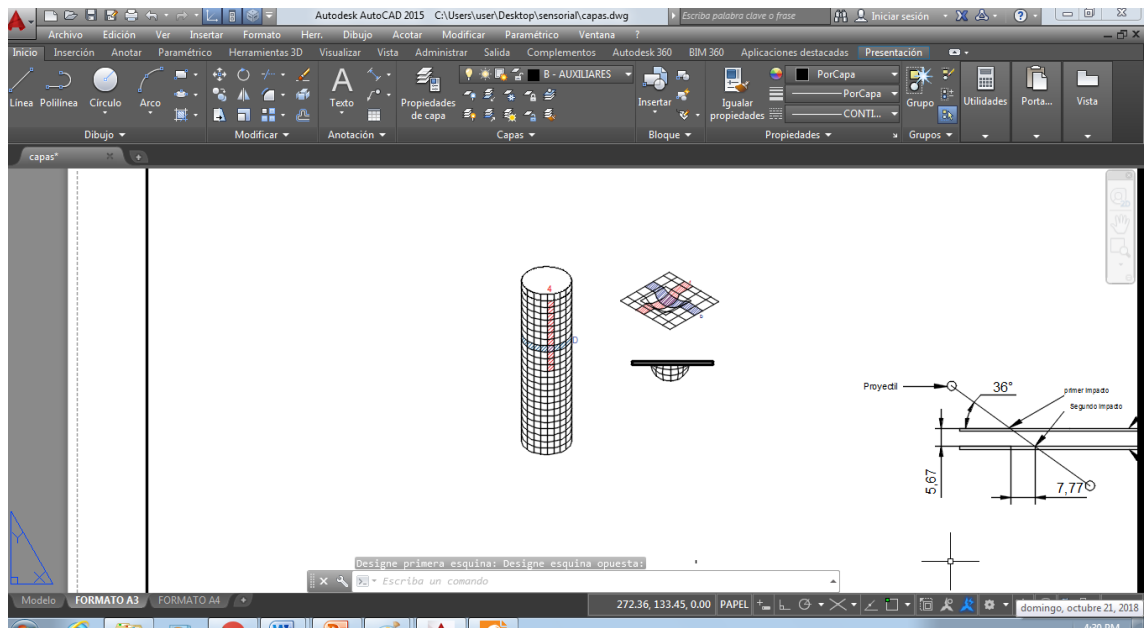 Autodesk AutoCAD 2015 C:\Users\user\Desktop\sensorial\capas.dwg Escriba palabra clave o frase Iniciar sesión
Archivo Edición Ver Insertar Formato Herr. Dibujo Acotar Modificar Paramétrico Ventana ?
Inicio Inserción Anotar Paramétrico Herramientas 3D Visualizar Vista Administrar Salida Complementos Autodesk 360 BIM 360 Aplicaciones destacadas Presentación
B - AUXILIARES PorCapa
Línea Polilínea Círculo Arco Texto Propiedades de capa Insertar Igualar propiedades PorCapa Grupo Utilidades Porta... Vista
CONTI...
Dibujo Modificar Anotación Capas Bloque Propiedades Grupos
capas*
4
D
Proyectil 36° primer impacto
Segundo impacto
5,67
7,77
Y
X
Designe primera esquina: Designe esquina opuesta:
Escriba un comando
Modelo FORMATO A3 FORMATO A4 + 272.36, 133.45, 0.00 PAPEL
domingo, octubre 21, 2018
4:39 PM